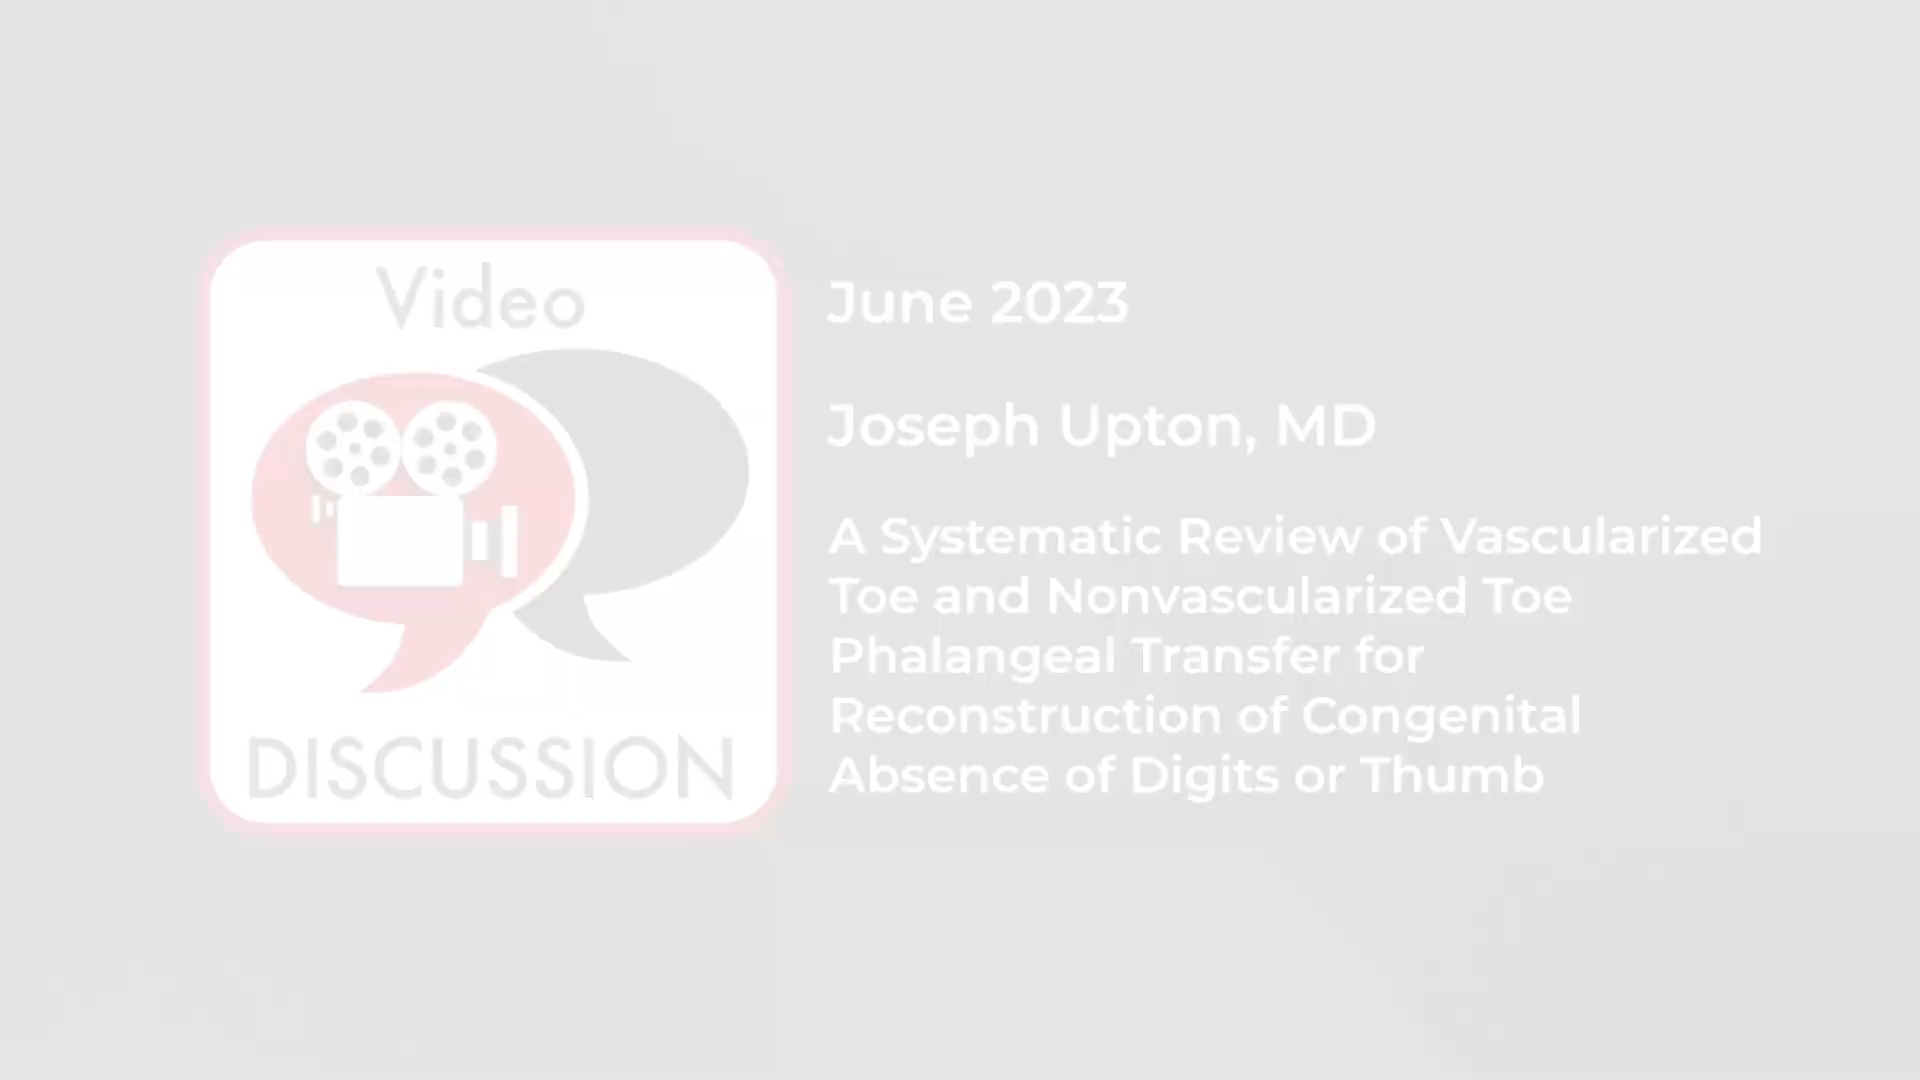 Video
DISCUSSION
June 2023
Joseph Upton, MD
A Systematic Review of Vascularized
Toe and Nonvascularized Toe
Phalangeal Transfer for
Reconstruction of Congenital
Absence of Digits or Thumb